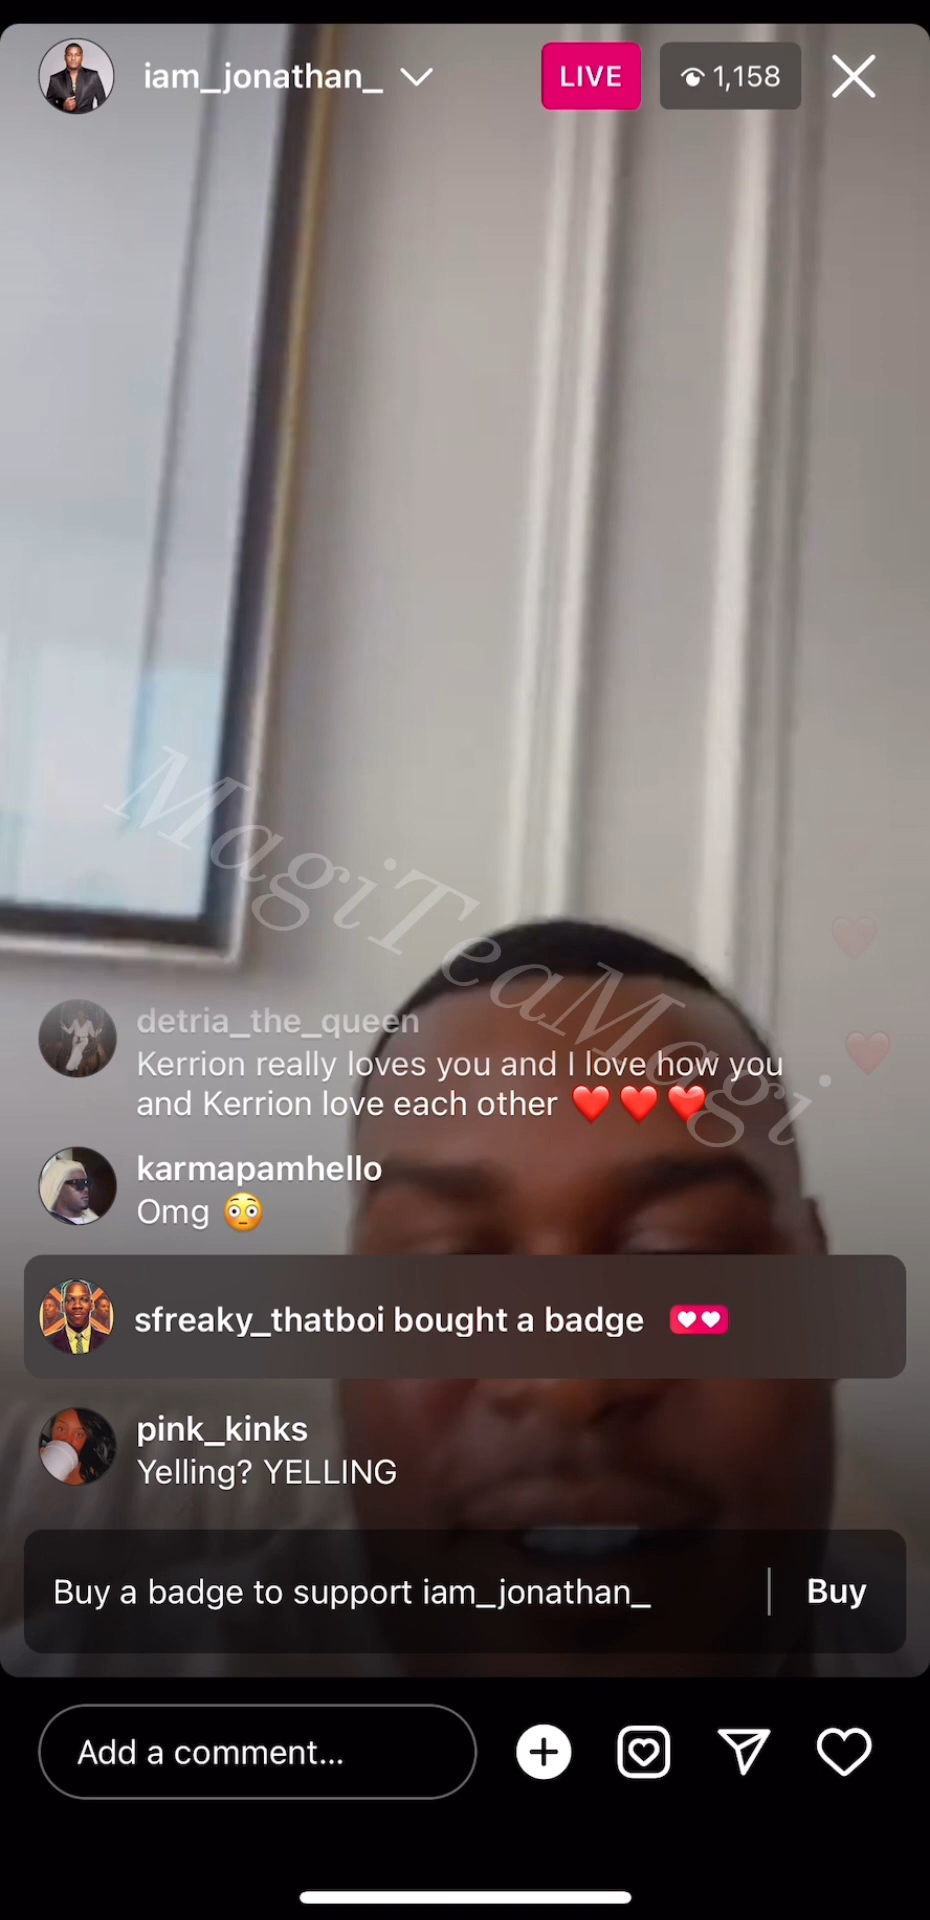 iam_jonathan_
LIVE
1,158
MagiTeaMagi
detria_the_queen
Kerrion really loves you and I love how you
and Kerrion love each other ❤️❤️❤️
karmapamhello
Omg 😳
sfreaky_thatboi bought a badge
pink_kinks
Yelling? YELLING
Buy a badge to support iam_jonathan_ | Buy
Add a comment...